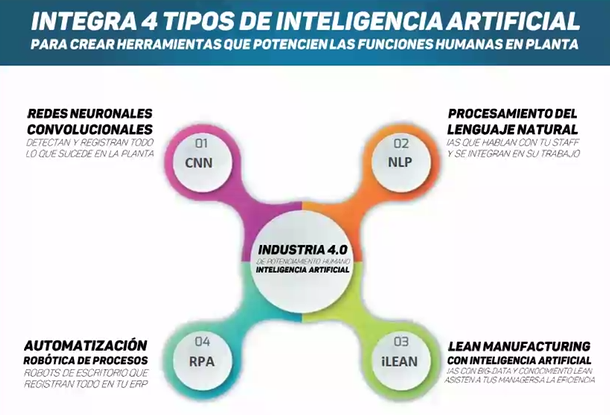 INTEGRA 4 TIPOS DE INTELIGENCIA ARTIFICIAL
PARA CREAR HERRAMIENTAS QUE POTENCIEN LAS FUNCIONES HUMANAS EN PLANTA
REDES NEURONALES
CONVOLUCIONALES
DETECTAN Y REGISTRAN TODO
LO QUE SUCEDE EN LA PLANTA
01
CNN
02
NLP
PROCESAMIENTO DEL
LENGUAJE NATURAL
IAS QUE HABLAN CON TU STAFF
Y SE INTEGRAN EN SU TRABAJO
INDUSTRIA 4.0
DE POTENCIAMIENTO HUMANO
INTELIGENCIA ARTIFICIAL
AUTOMATIZACIÓN
ROBÓTICA DE PROCESOS
ROBOTS DE ESCRITORIO QUE
REGISTRAN TODO EN TU ERP
04
RPA
03
iLEAN
LEAN MANUFACTURING
CON INTELIGENCIA ARTIFICIAL
IAS CON BIG-DATA Y CONOCIMIENTO LEAN
ASISTEN A TUS MANAGERS A LA EFICIENCIA